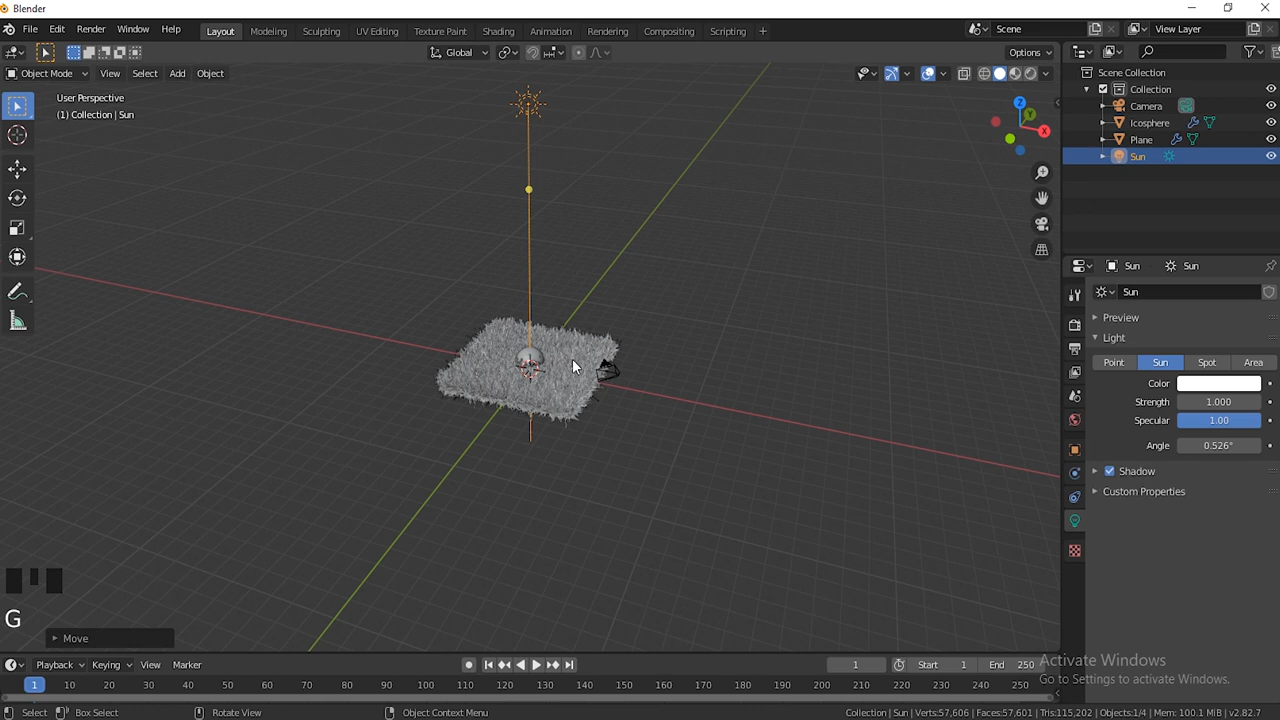 Blender
File Edit Render Window Help Layout Modeling Sculpting UV Editing Texture Paint Shading Animation Rendering Compositing Scripting + Scene View Layer
Global Options
Object Mode View Select Add Object
User Perspective
(1) Collection | Sun
Z
Y
X
Scene Collection
Collection
Camera
Icosphere
Plane
Sun
Sun Sun
Sun
Preview
Light
Point Sun Spot Area
Color
Strength 1.000
Specular 1.00
Angle 0.526°
Shadow
Custom Properties
G
Move
Playback Keying View Marker 1 Start 1 End 250
1 10 20 30 40 50 60 70 80 90 100 110 120 130 140 150 160 170 180 190 200 210 220 230 240 250
Activate Windows
Go to Settings to activate Windows.
Select Box Select Rotate View Object Context Menu Collection | Sun | Verts:57,606 | Faces:57,601 | Tris:115,202 | Objects:1/4 | Mem: 100.1 MiB | v2.82.7